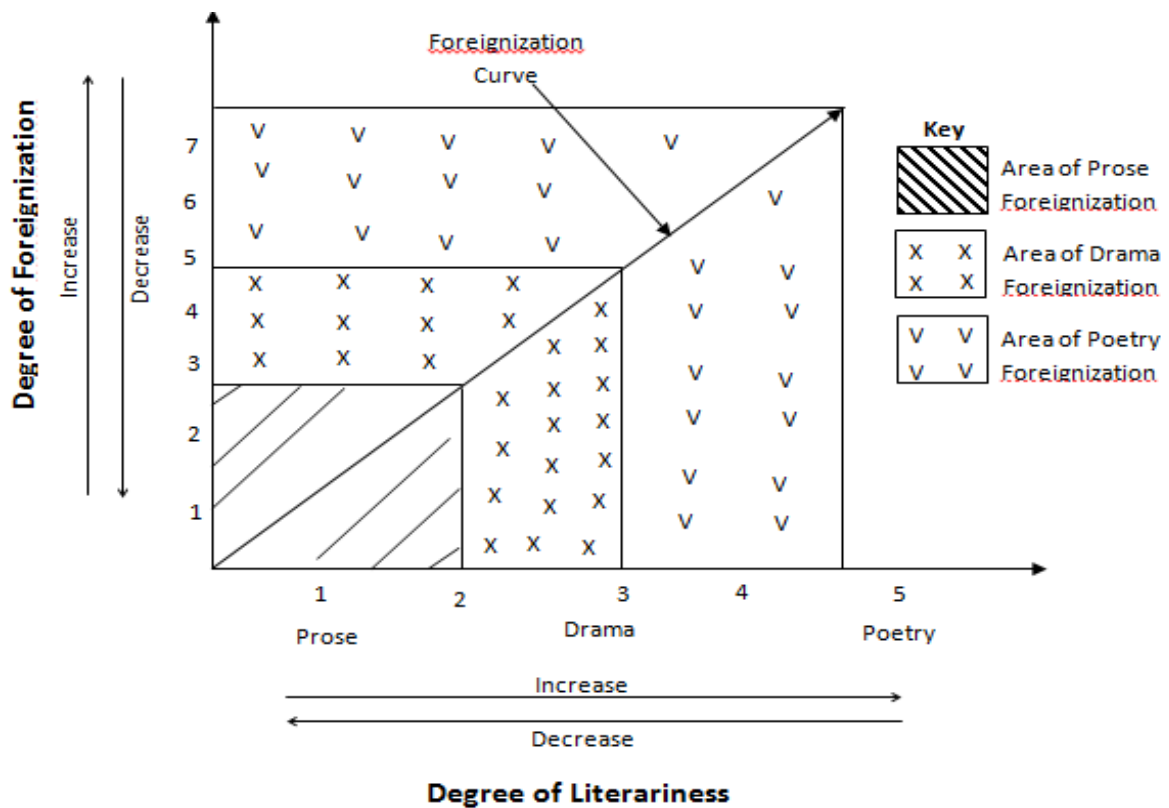 Foreignization
Curve
Degree of Foreignization
Increase
Decrease
7
6
5
4
3
2
1
V V V V V
V V V V V
V V V V
V V
X X X X
V V
X X X X X
X X X X X
V V
X X X
X X
V V
X X X
X
V V
X X X
V V
X X X
1
2
3
4
5
Prose
Drama
Poetry
Increase
Decrease
Degree of Literariness
Key
Area of Prose
Foreignization
X X
X X
Area of Drama
Foreignization
V V
V V
Area of Poetry
Foreignization